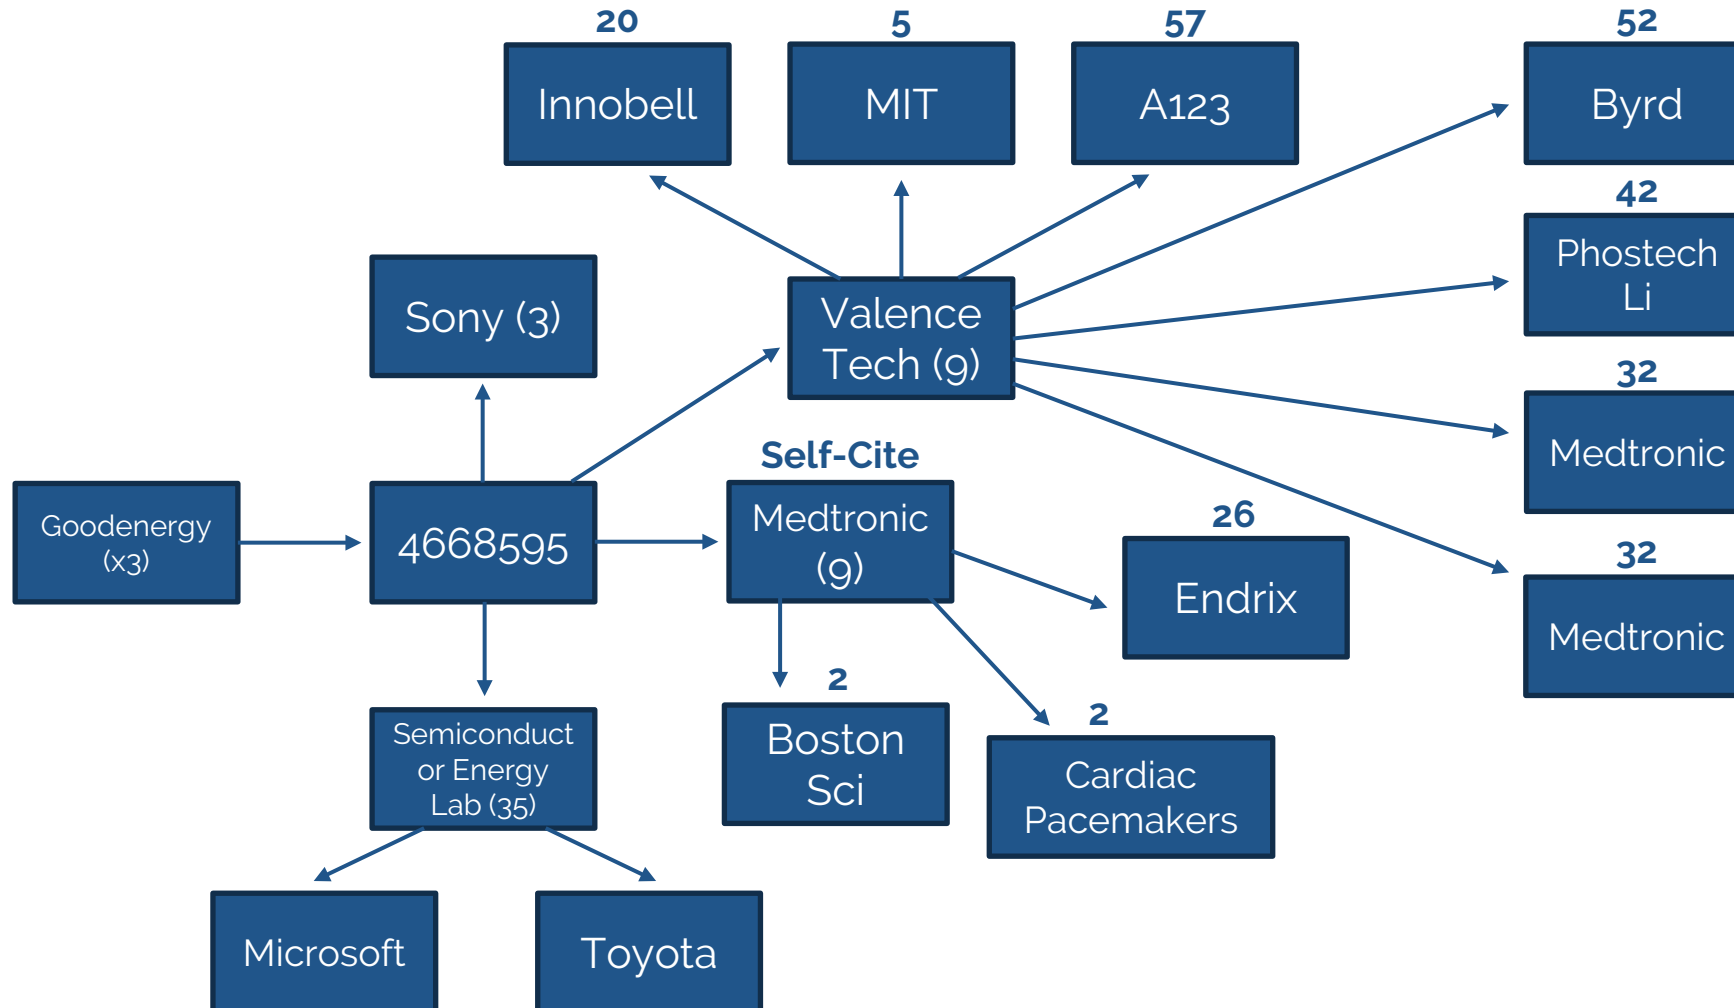 20
5
57
52
Innobell
MIT
A123
Byrd
42
Phostech
Li
Sony (3)
Valence
Tech (9)
32
Medtronic
Self-Cite
Goodenergy
(x3)
4668595
Medtronic
(9)
26
Endrix
32
Medtronic
2
Boston
Sci
2
Cardiac
Pacemakers
Semiconduct
or Energy
Lab (35)
Microsoft
Toyota